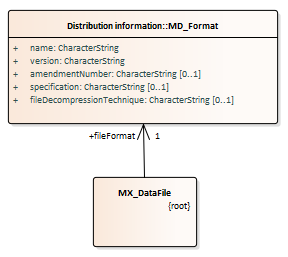 Distribution information::MD_Format
+ name: CharacterString
+ version: CharacterString
+ amendmentNumber: CharacterString [0..1]
+ specification: CharacterString [0..1]
+ fileDecompressionTechnique: CharacterString [0..1]
+fileFormat 1
MX_DataFile
{root}